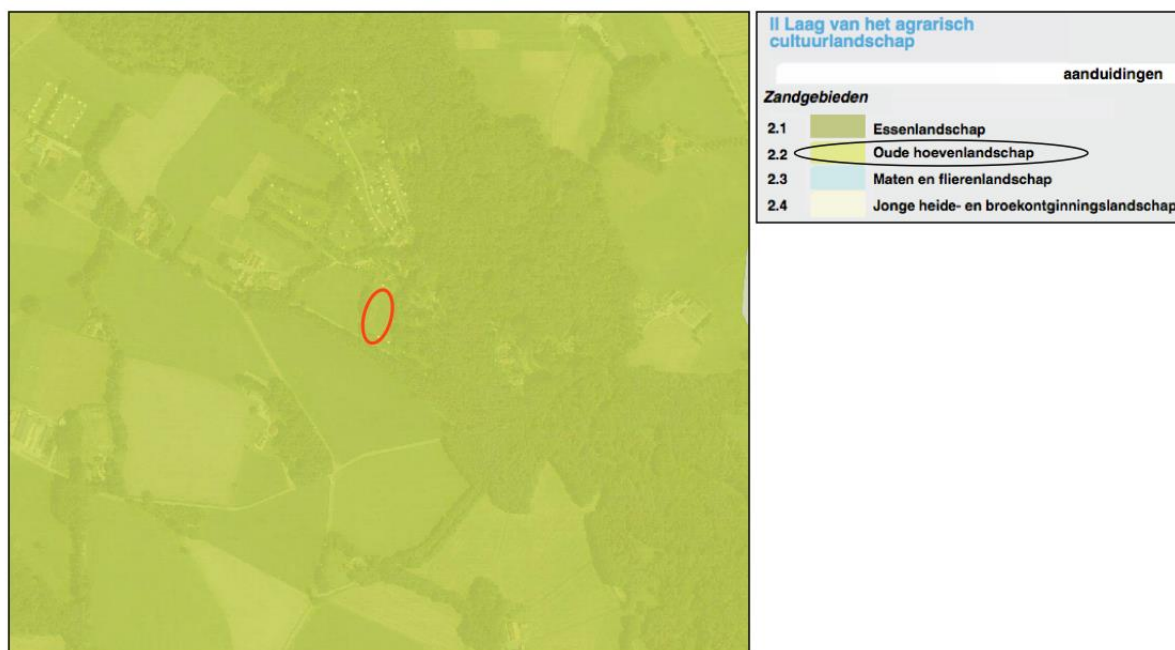 II Laag van het agrarisch
cultuurlandschap
aanduidingen
Zandgebieden
2.1 Essenlandschap
2.2 Oude hoevenlandschap
2.3 Maten en flierenlandschap
2.4 Jonge heide- en broekontginningslandschap